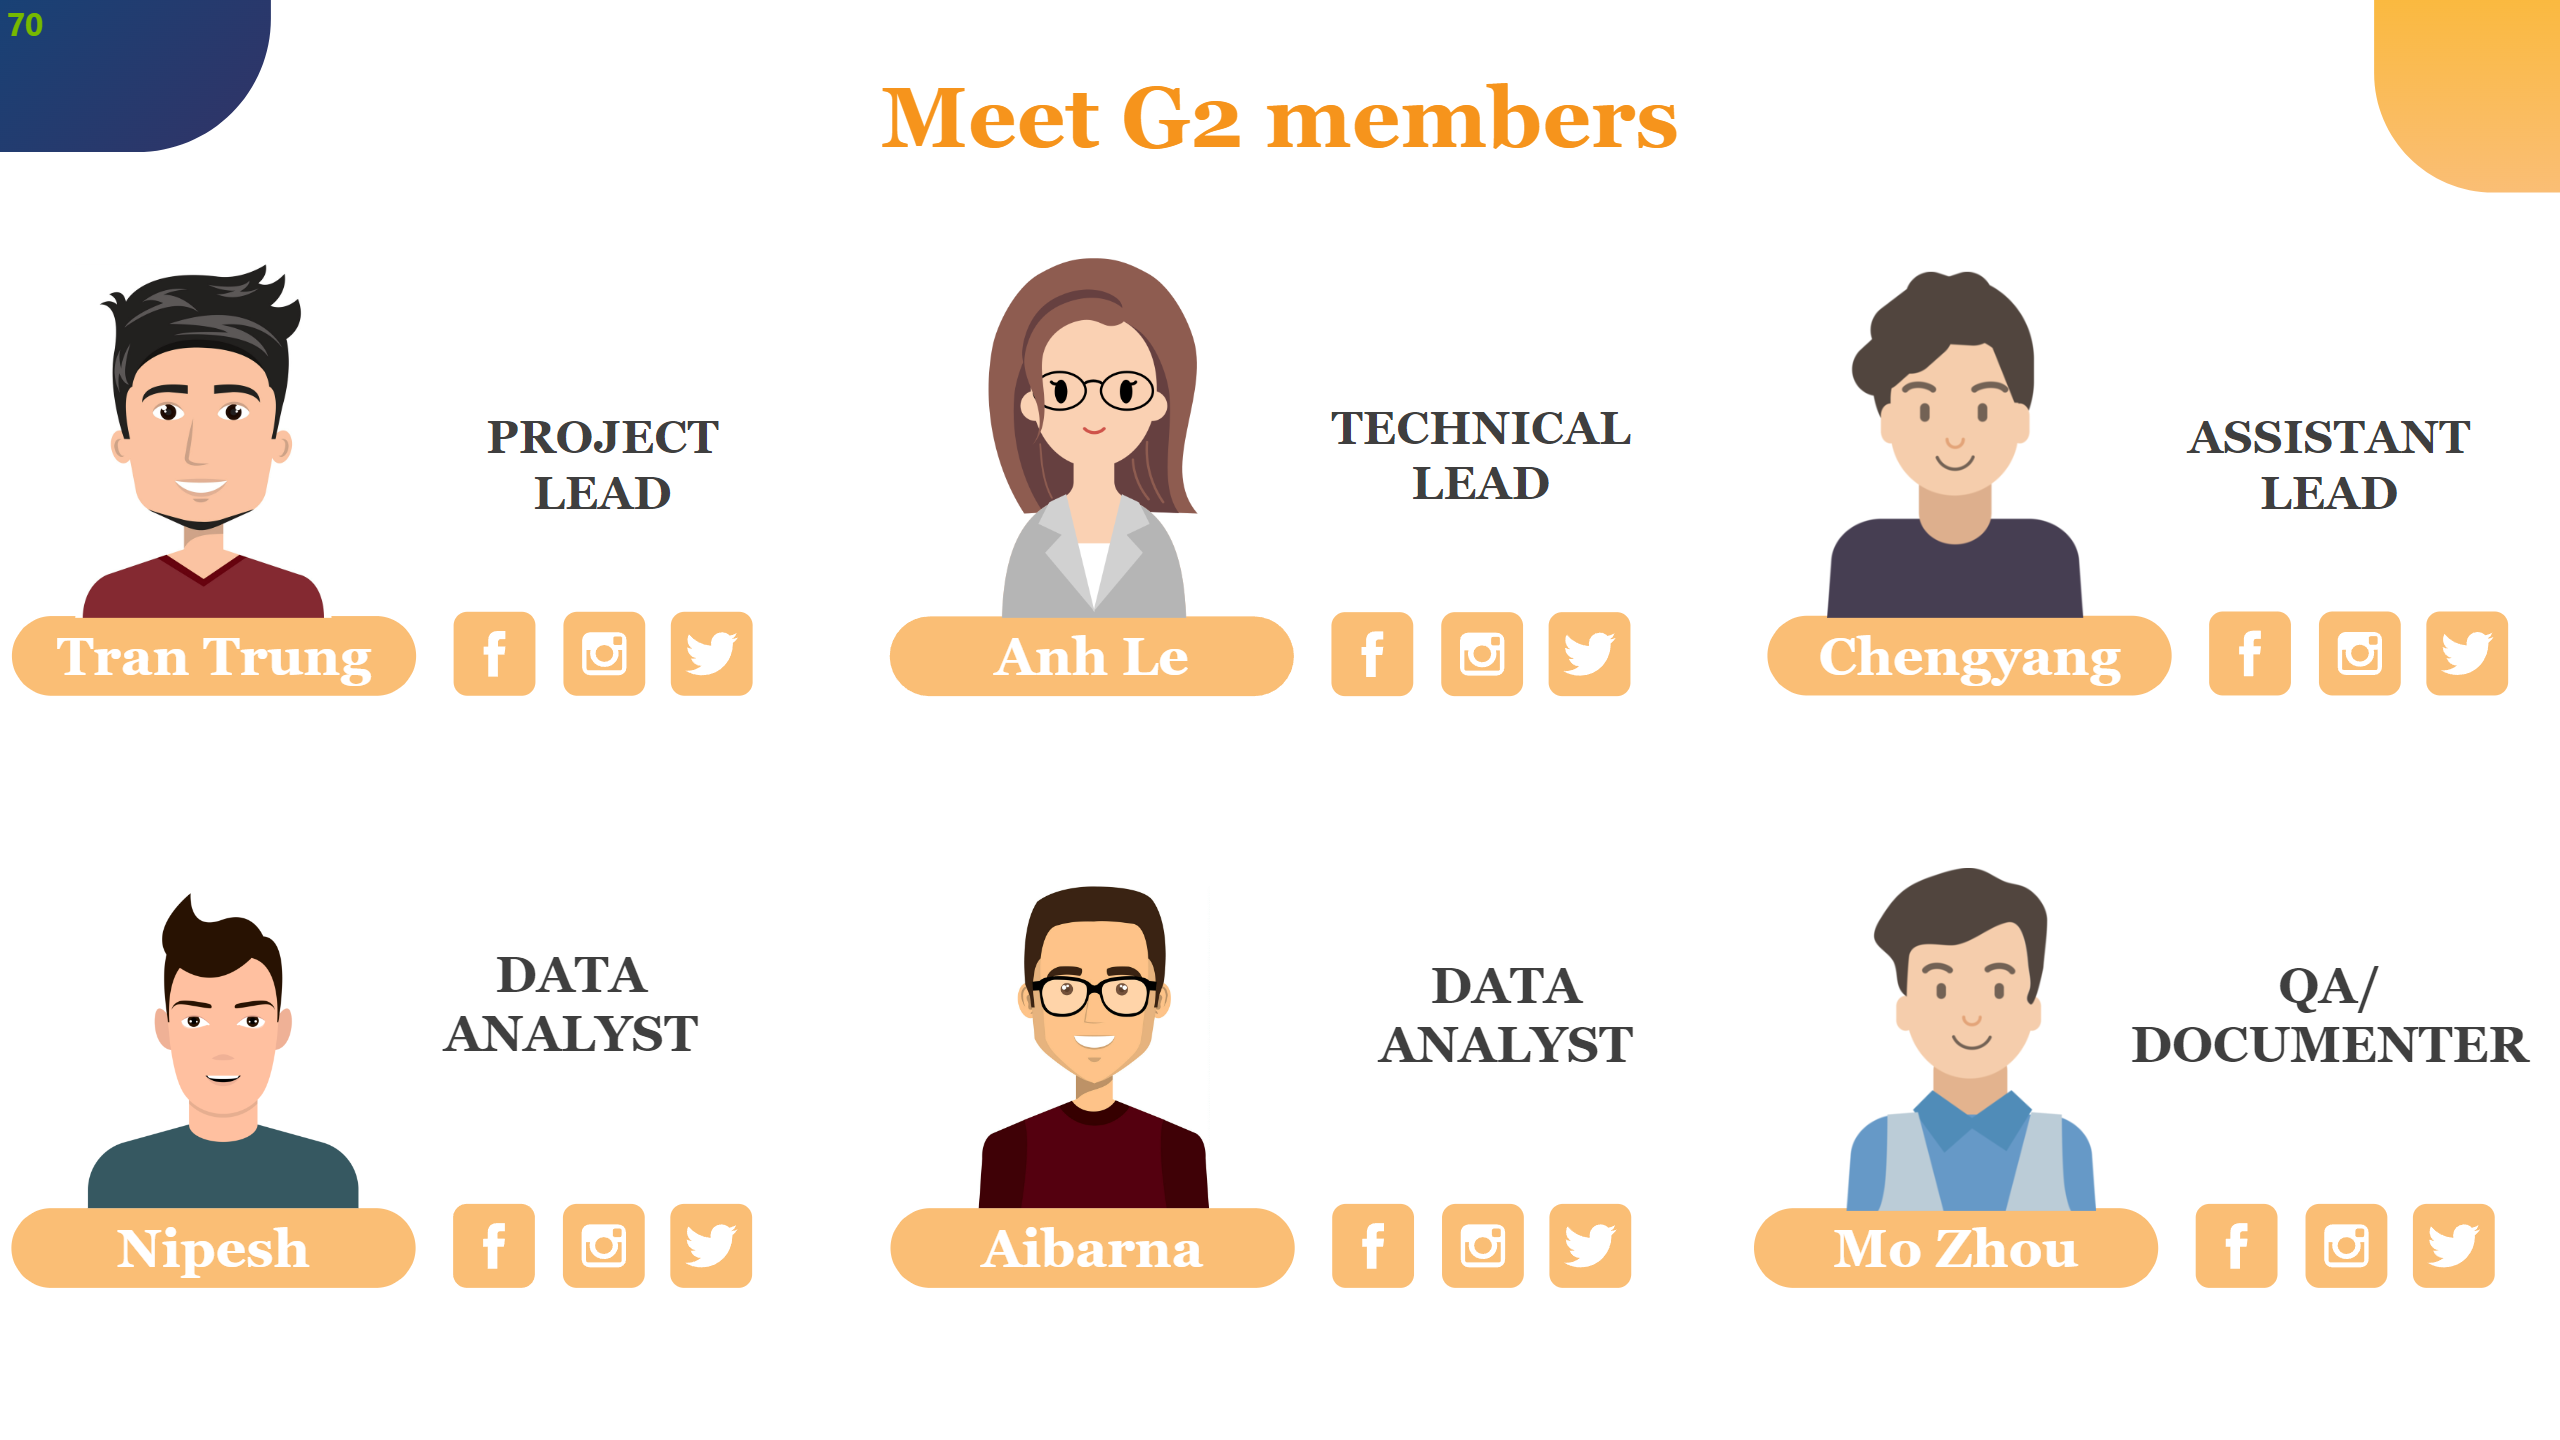 70
Meet G2 members
PROJECT
LEAD
Tran Trung
TECHNICAL
LEAD
Anh Le
ASSISTANT
LEAD
Chengyang
DATA
ANALYST
Nipesh
DATA
ANALYST
Aibarna
QA/
DOCUMENTER
Mo Zhou